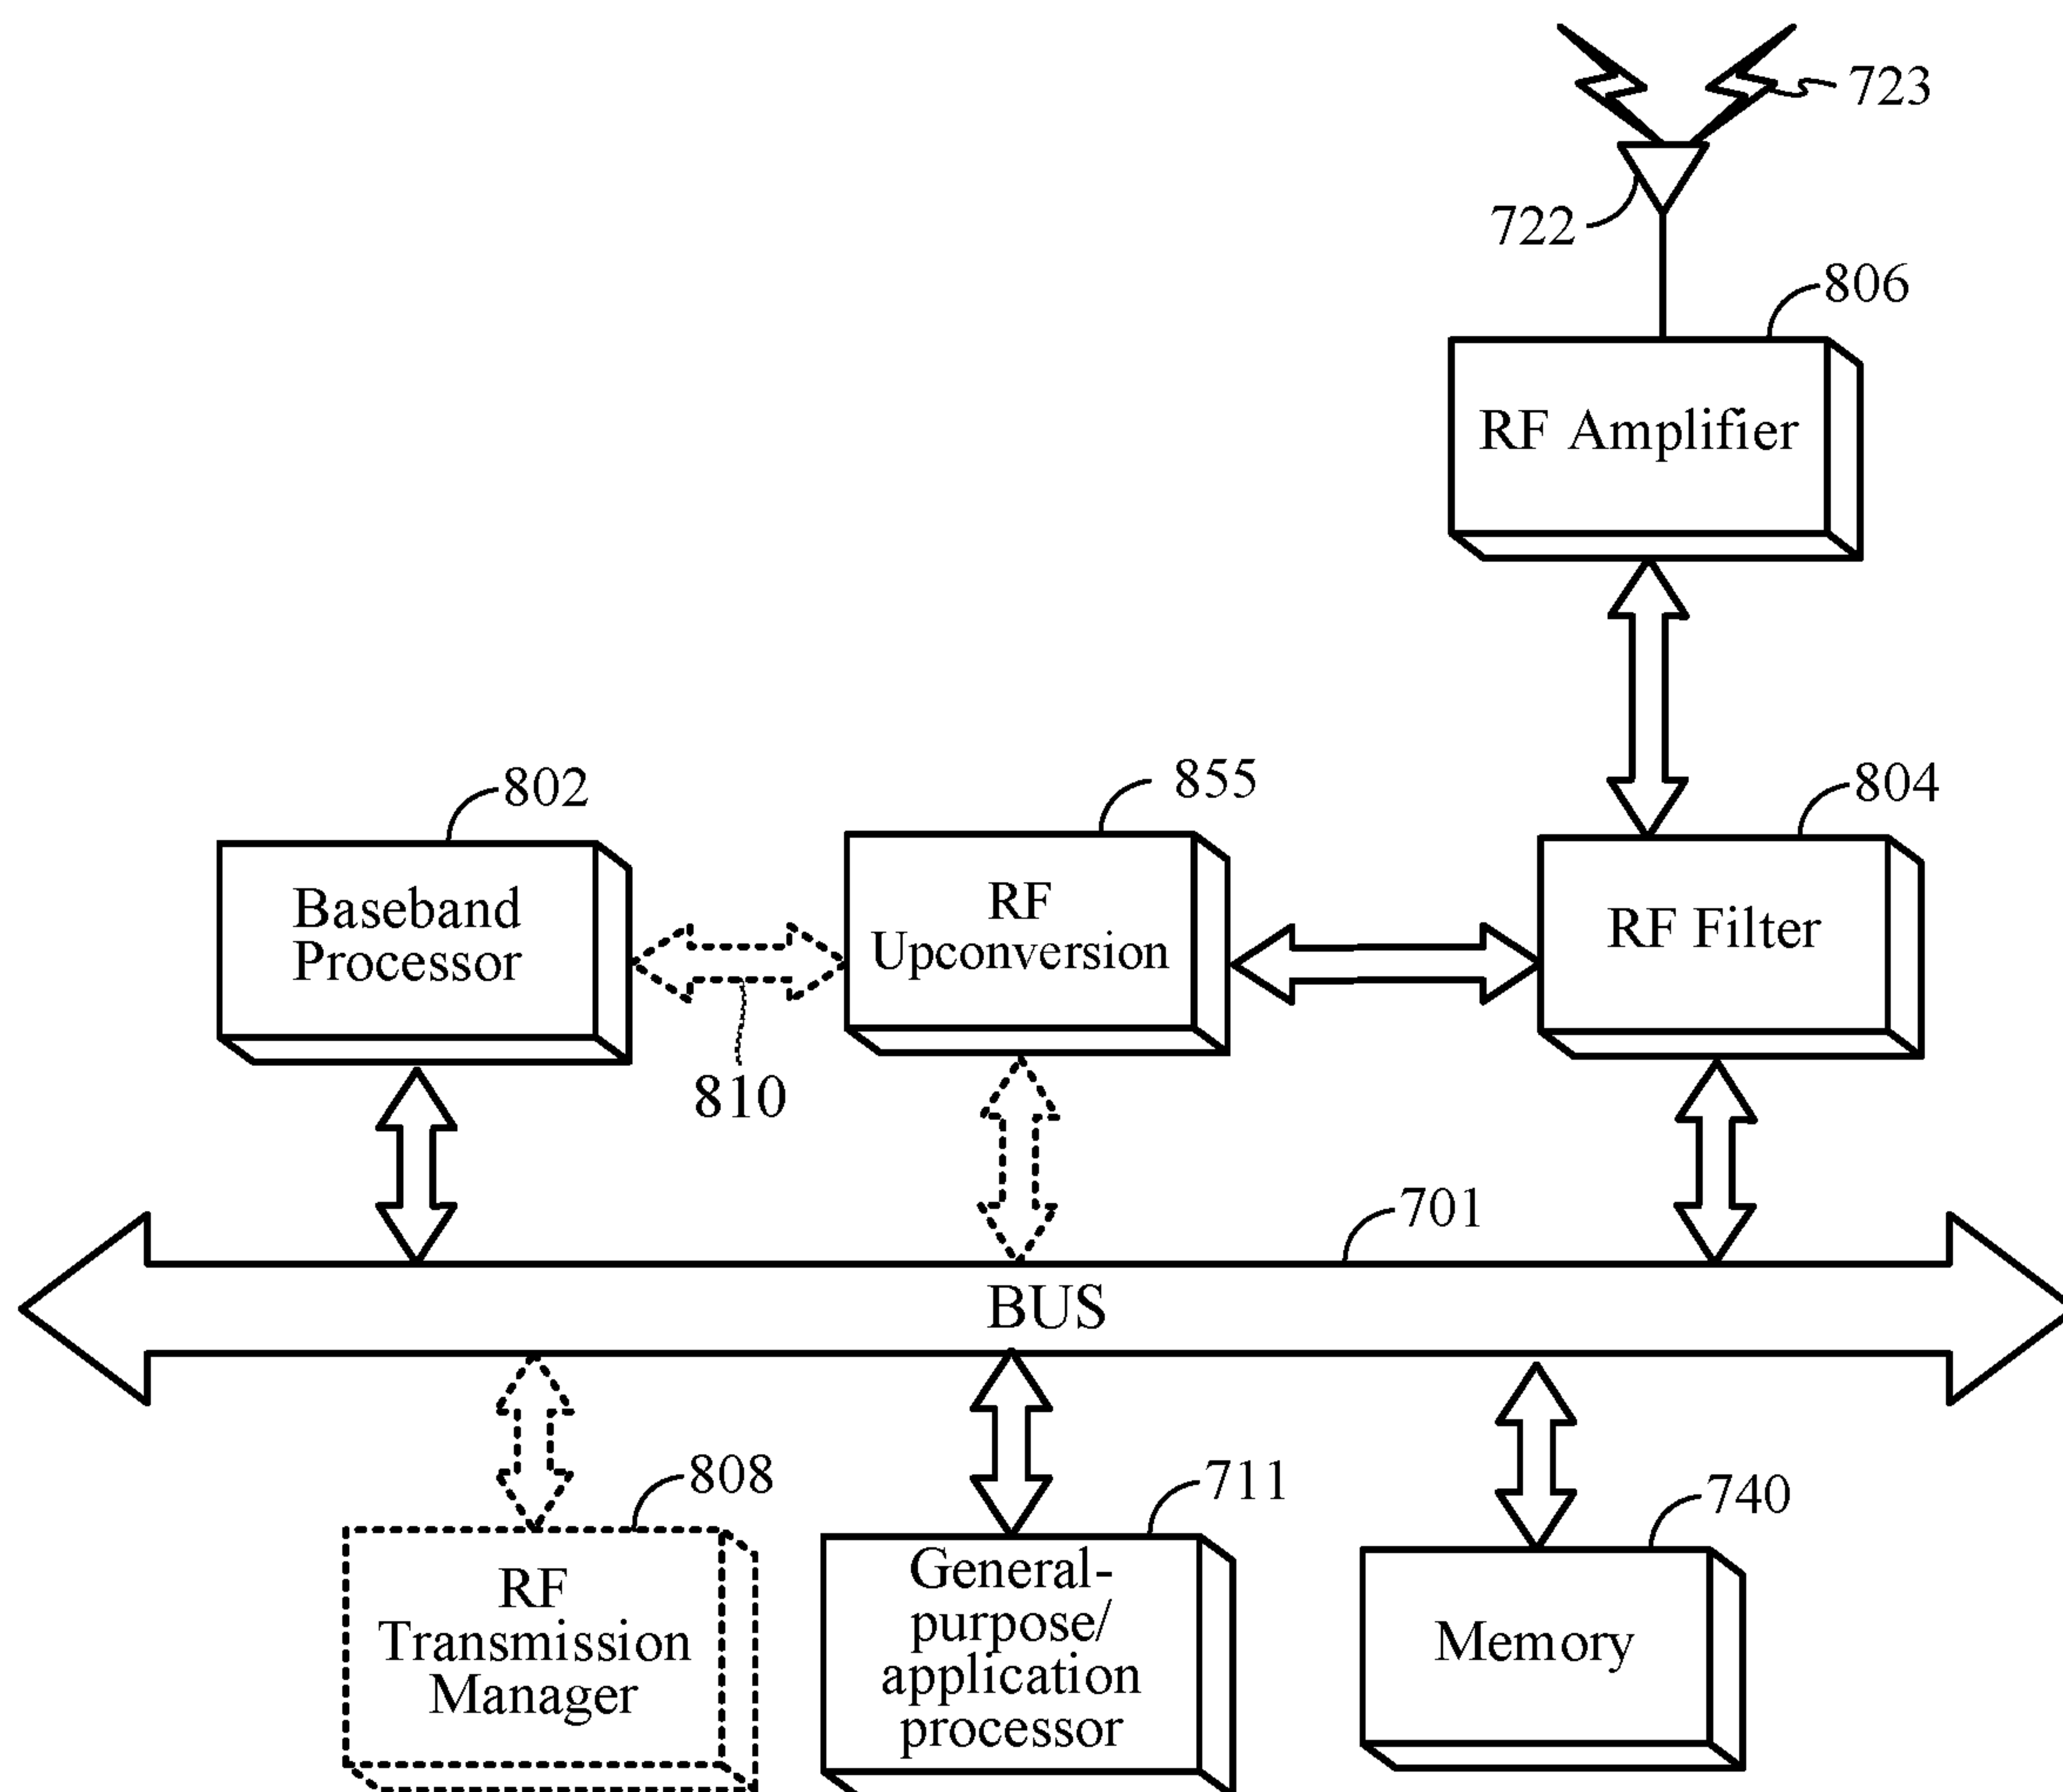 723
722
806
RF Amplifier
802
855
804
Baseband
Processor
RF
Upconversion
RF Filter
810
701
BUS
808
711
740
RF
Transmission
Manager
General-
purpose/
application
processor
Memory